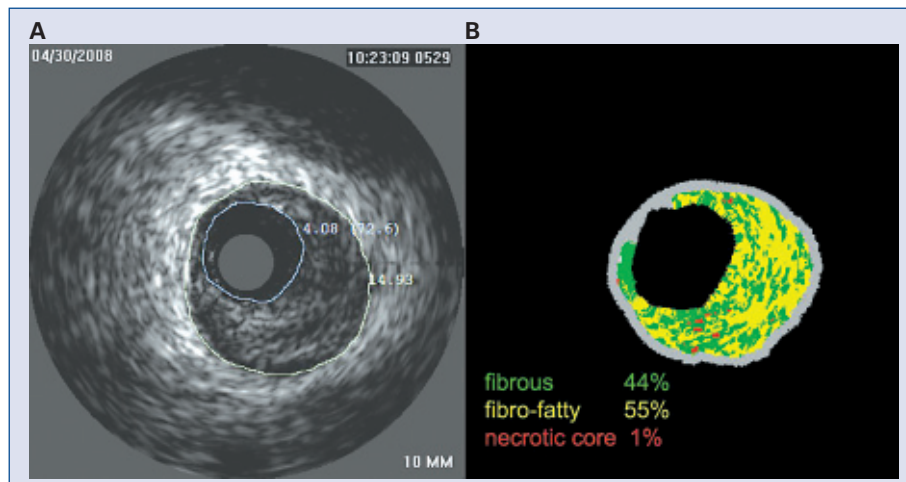 A
B
04/30/2008
10:23:09 0529
4.08 (72.6)
14.93
10 MM
fibrous 44%
fibro-fatty 55%
necrotic core 1%